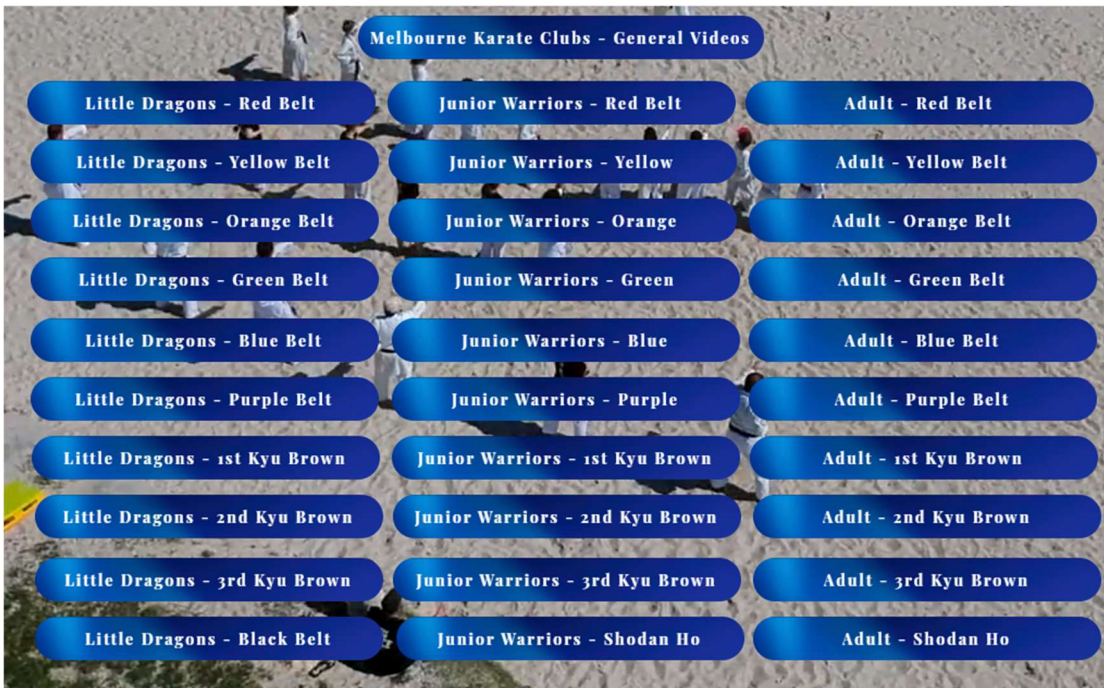 Melbourne Karate Clubs - General Videos
Little Dragons - Red Belt
Junior Warriors - Red Belt
Adult - Red Belt
Little Dragons - Yellow Belt
Junior Warriors - Yellow
Adult - Yellow Belt
Little Dragons - Orange Belt
Junior Warriors - Orange
Adult - Orange Belt
Little Dragons - Green Belt
Junior Warriors - Green
Adult - Green Belt
Little Dragons - Blue Belt
Junior Warriors - Blue
Adult - Blue Belt
Little Dragons - Purple Belt
Junior Warriors - Purple
Adult - Purple Belt
Little Dragons - 1st Kyu Brown
Junior Warriors - 1st Kyu Brown
Adult - 1st Kyu Brown
Little Dragons - 2nd Kyu Brown
Junior Warriors - 2nd Kyu Brown
Adult - 2nd Kyu Brown
Little Dragons - 3rd Kyu Brown
Junior Warriors - 3rd Kyu Brown
Adult - 3rd Kyu Brown
Little Dragons - Black Belt
Junior Warriors - Shodan Ho
Adult - Shodan Ho